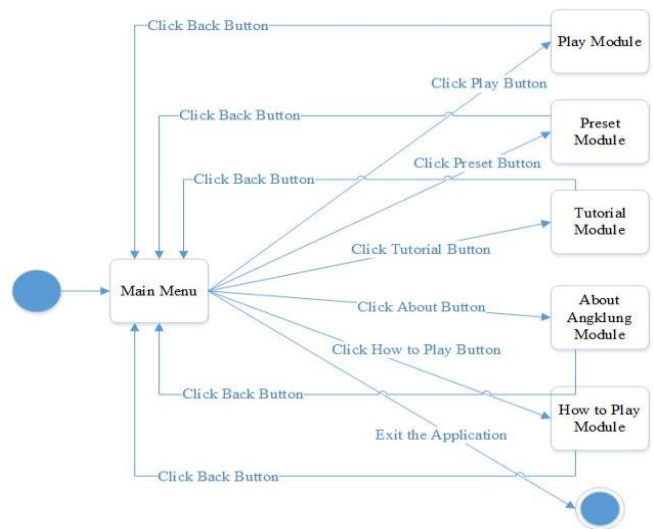 Click Back Button
Play Module
Click Play Button
Click Back Button
Preset
Module
Click Preset Button
Click Back Button
Tutorial
Module
Click Tutorial Button
Main Menu
About
Angklung
Module
Click About Button
Click How to Play Button
Click Back Button
How to Play
Module
Exit the Application
Click Back Button